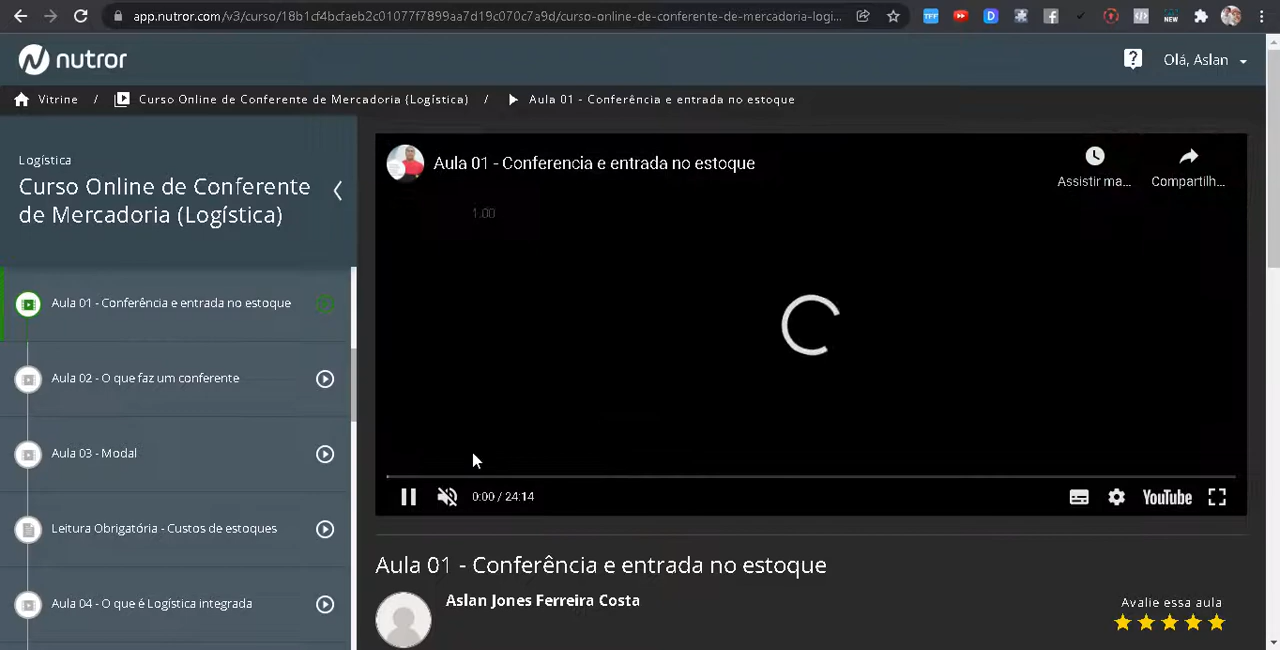 app.nutror.com/v3/curso/18b1cf4bcfaeb2c01077f7899aa7d19c070c7a9d/curso-online-de-conferente-de-mercadoria-logi...
nutror
Olá, Aslan
Vitrine / Curso Online de Conferente de Mercadoria (Logística) / Aula 01 - Conferência e entrada no estoque
Logística
Curso Online de Conferente
de Mercadoria (Logística)
Aula 01 - Conferência e entrada no estoque
Aula 02 - O que faz um conferente
Aula 03 - Modal
Leitura Obrigatória - Custos de estoques
Aula 04 - O que é Logística integrada
Aula 01 - Conferencia e entrada no estoque
Assistir ma...
Compartilh...
1.00
0:00 / 24:14
YouTube
Aula 01 - Conferência e entrada no estoque
Aslan Jones Ferreira Costa
Avalie essa aula